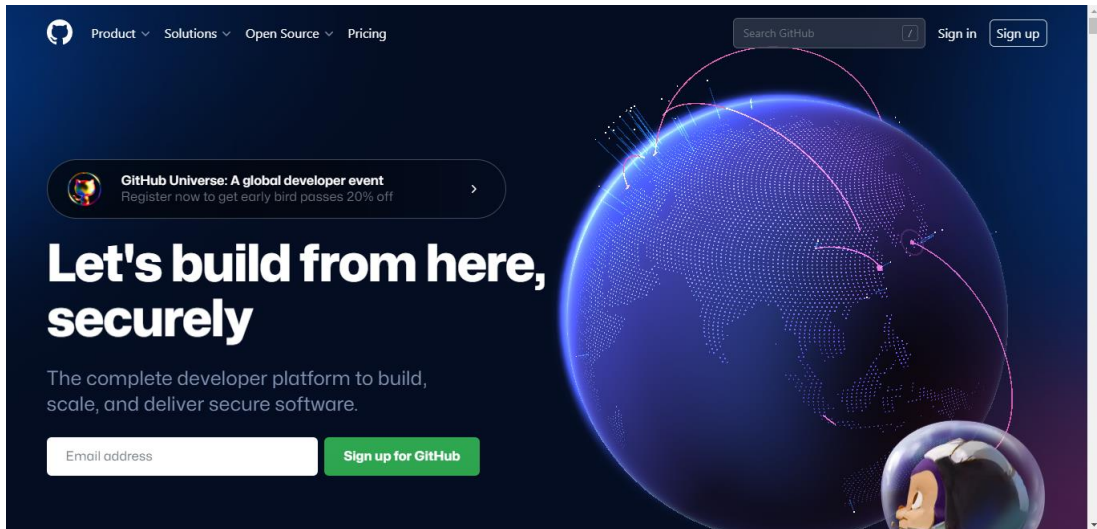 Product Solutions Open Source Pricing Search GitHub / Sign in Sign up
GitHub Universe: A global developer event
Register now to get early bird passes 20% off
Let's build from here,
securely
The complete developer platform to build,
scale, and deliver secure software.
Email address Sign up for GitHub